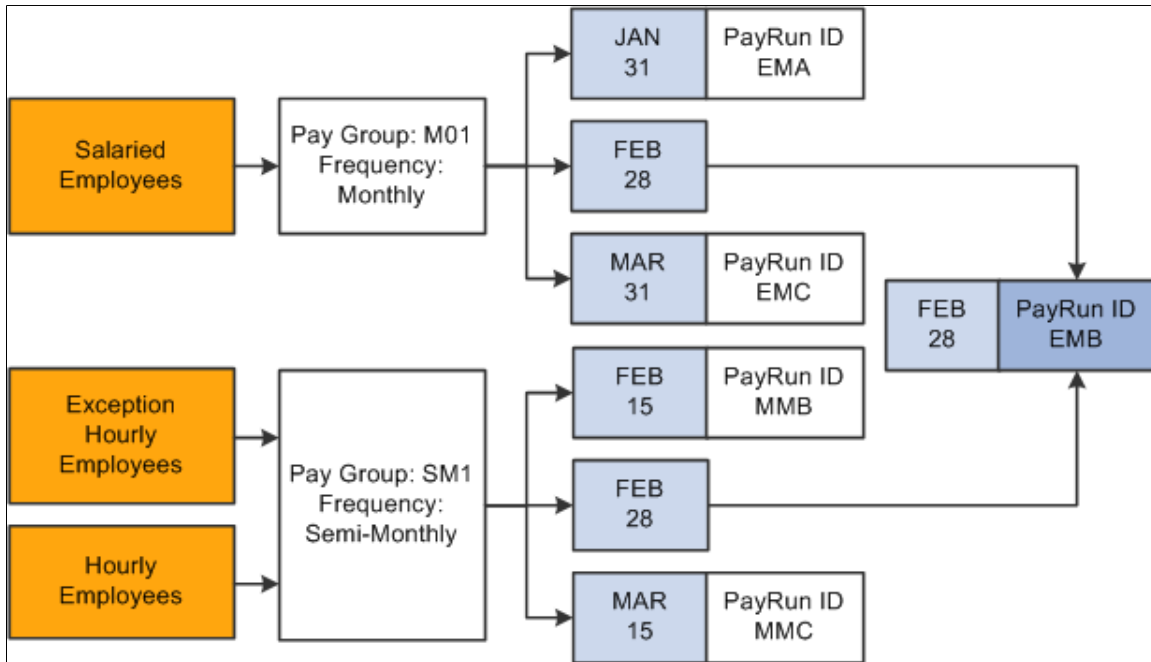 Salaried
Employees
Pay Group: M01
Frequency:
Monthly
JAN
31
PayRun ID
EMA
FEB
28
MAR
31
PayRun ID
EMC
FEB
28
PayRun ID
EMB
Exception
Hourly
Employees
Hourly
Employees
Pay Group: SM1
Frequency:
Semi-Monthly
FEB
15
PayRun ID
MMB
FEB
28
MAR
15
PayRun ID
MMC